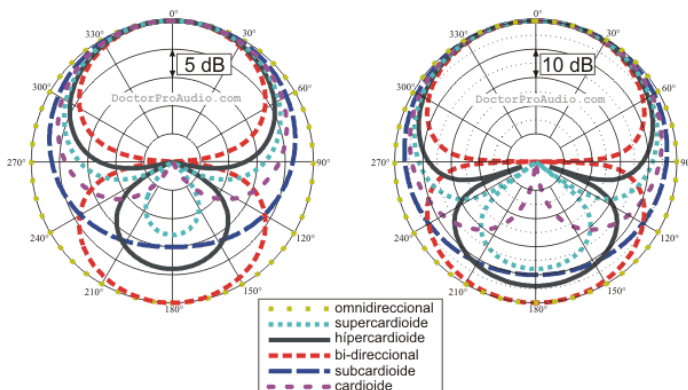 0°
330°
30°
300°
5 dB
60°
DoctorProAudio.com
270°
90°
240°
120°
210°
150°
180°
0°
330°
30°
300°
10 dB
60°
DoctorProAudio.com
270°
90°
240°
120°
210°
150°
180°
omnidireccional
supercardioide
hípercardioide
bi-direccional
subcardioide
cardioide